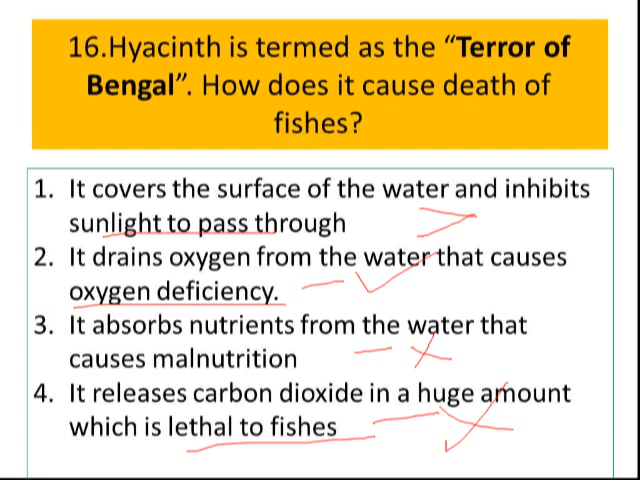 16.Hyacinth is termed as the “Terror of
Bengal”. How does it cause death of
fishes?
1. It covers the surface of the water and inhibits
sunlight to pass through
2. It drains oxygen from the water that causes
oxygen deficiency.
3. It absorbs nutrients from the water that
causes malnutrition
4. It releases carbon dioxide in a huge amount
which is lethal to fishes